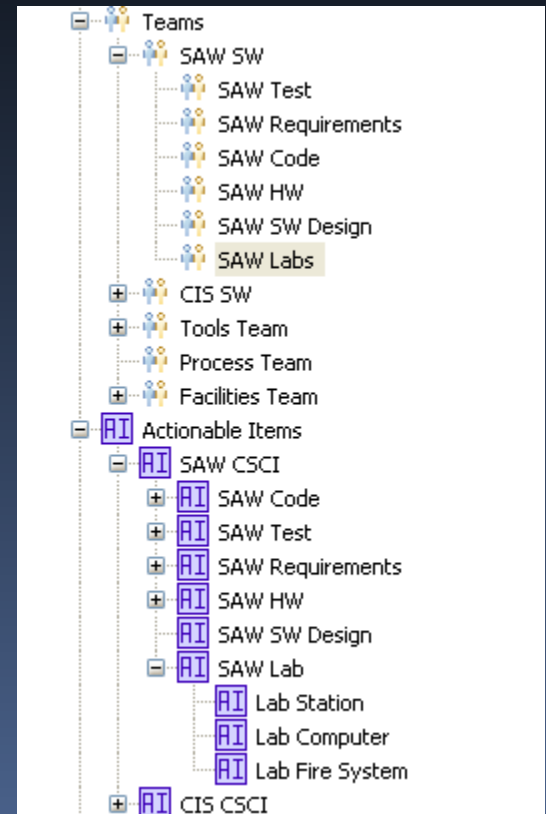 Teams
SAW SW
SAW Test
SAW Requirements
SAW Code
SAW HW
SAW SW Design
SAW Labs
CIS SW
Tools Team
Process Team
Facilities Team
AI Actionable Items
AI SAW CSCI
AI SAW Code
AI SAW Test
AI SAW Requirements
AI SAW HW
AI SAW SW Design
AI SAW Lab
AI Lab Station
AI Lab Computer
AI Lab Fire System
AI CIS CSCI